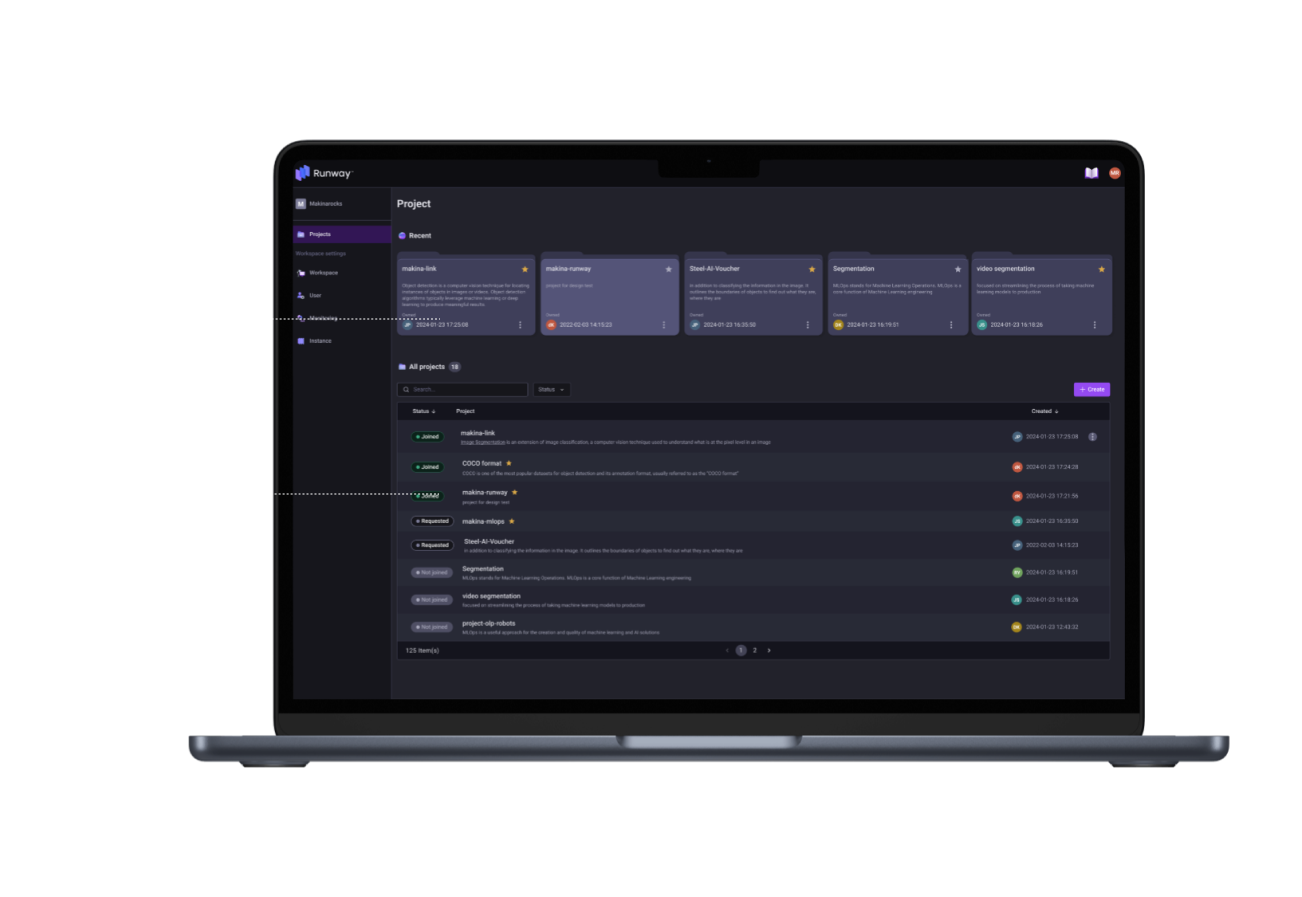 Runway™
MR
M Makinarocks
Projects
Workspace settings
Workspace
User
Monitoring
Instance
Project
Recent
makina-link
Object detection is a computer vision technique for locating
instances of objects in images or videos. Object detection
algorithms typically leverage machine learning or deep
learning to produce meaningful results
Owned
JP 2024-01-23 17:25:08
makina-runway
project for design-test
Owned
JK 2022-02-03 14:15:23
Steel-AI-Voucher
in addition to classifying the information in the image. It
outlines the boundaries of objects to find out what they are,
where they are
Owned
JP 2024-01-23 16:35:50
Segmentation
MLOps stands for Machine Learning Operations. MLOps is a
core function of Machine Learning engineering
Owned
DK 2024-01-23 16:19:51
video segmentation
focused on streamlining the process of taking machine
learning models to production
Owned
JS 2024-01-23 16:19:26
All projects 18
Search...
Status
+ Create
Status Project Created
Joined makina-link JP 2024-01-23 17:25:08
Image Segmentation is an extension of image classification, a computer vision technique used to understand what is at the pixel level in an image
Joined COCO format JK 2024-01-23 17:24:28
COCO is one of the most popular datasets for object detection and its annotation format, usually referred to as the "COCO format"
Joined makina-runway JK 2024-01-23 17:21:56
project for design-test
Requested makina-mlops JS 2024-01-23 16:35:50
Requested Steel-AI-Voucher JP 2022-02-03 14:15:23
in addition to classifying the information in the image. It outlines the boundaries of objects to find out what they are, where they are
Not joined Segmentation 2024-01-23 16:19:51
MLOps stands for Machine Learning Operations. MLOps is a core function of Machine Learning engineering
Not joined video segmentation JS 2024-01-23 16:19:26
focused on streamlining the process of taking machine learning models to production
Not joined project-olp-robots DK 2024-01-23 12:43:32
MLOps is a useful approach for the creation and quality of machine learning and AI solutions
125 Item(s) 1 2